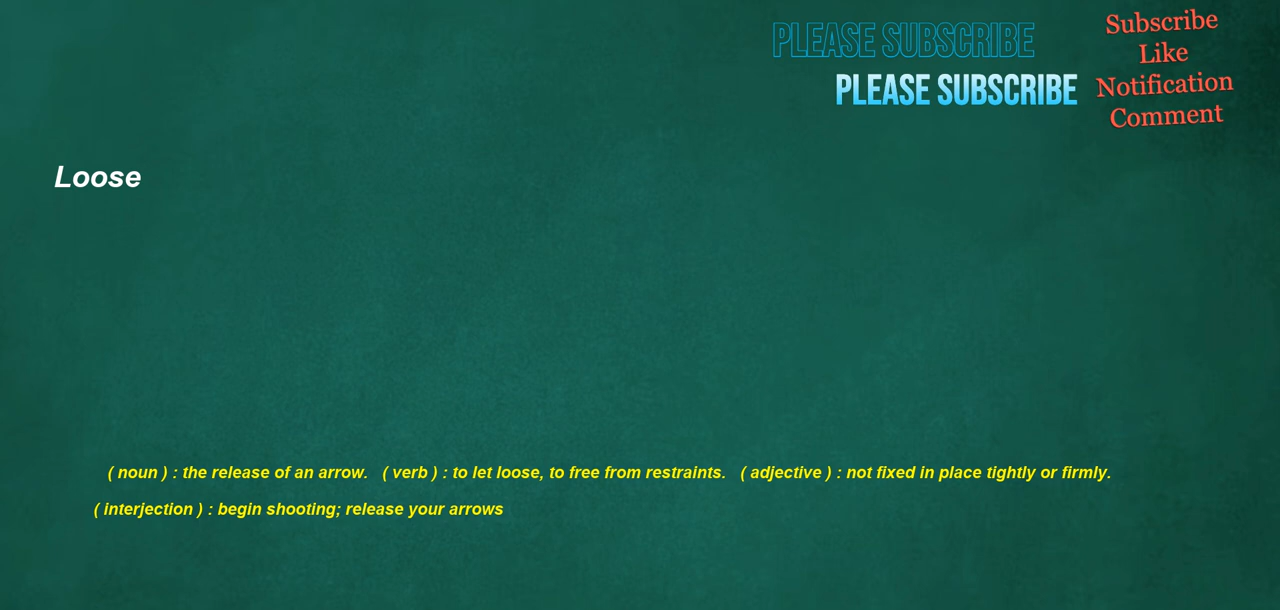 PLEASE SUBSCRIBE
PLEASE SUBSCRIBE
Subscribe
Like
Notification
Comment
Loose
( noun ) : the release of an arrow. ( verb ) : to let loose, to free from restraints. ( adjective ) : not fixed in place tightly or firmly.
( interjection ) : begin shooting; release your arrows